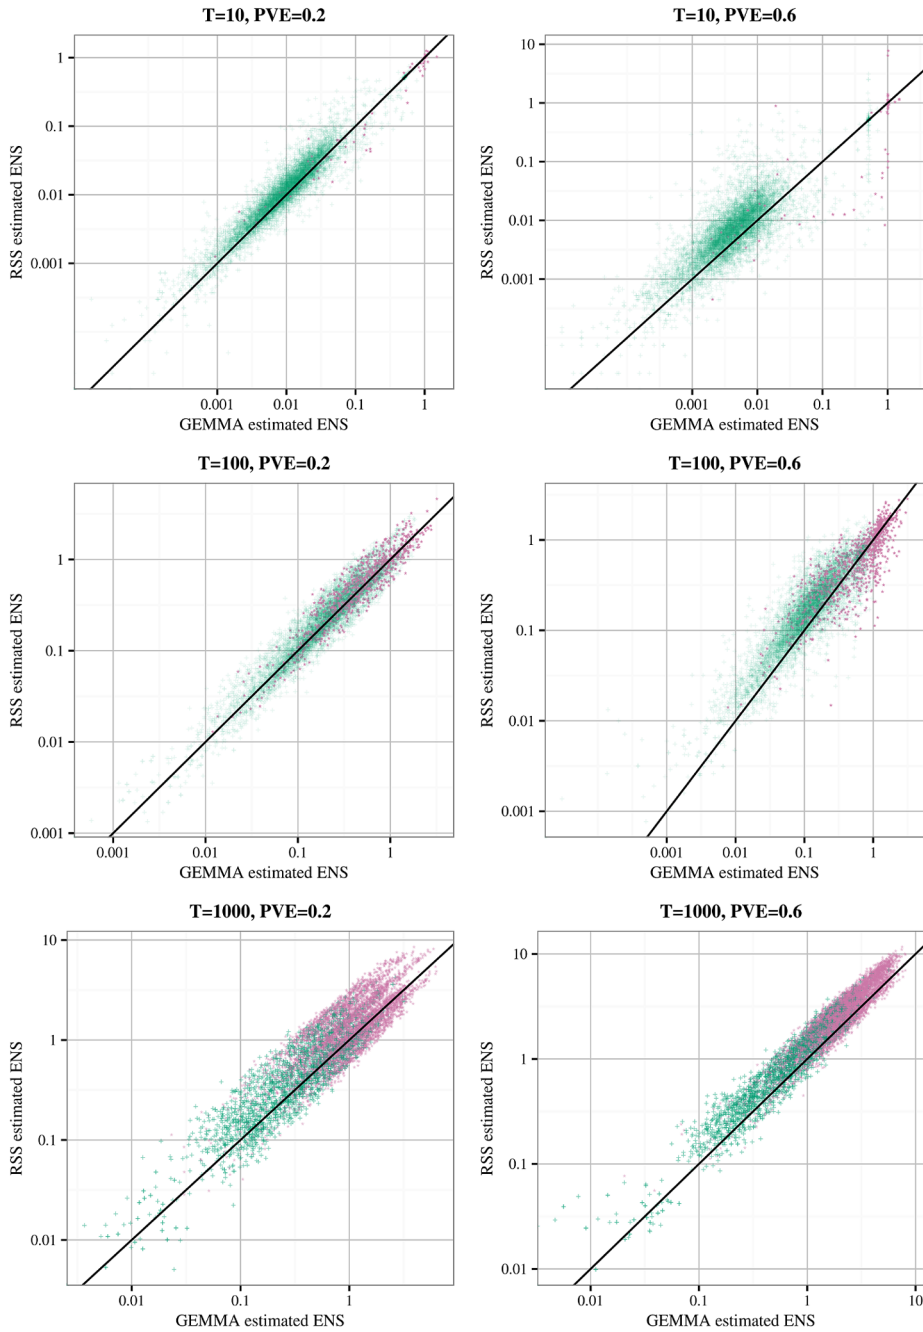 T=10, PVE=0.2
RSS estimated ENS
1
0.1
0.01
0.001
0.001 0.01 0.1 1
GEMMA estimated ENS
T=10, PVE=0.6
RSS estimated ENS
10
1
0.1
0.01
0.001
0.001 0.01 0.1 1
GEMMA estimated ENS
T=100, PVE=0.2
RSS estimated ENS
1
0.1
0.01
0.001
0.001 0.01 0.1 1
GEMMA estimated ENS
T=100, PVE=0.6
RSS estimated ENS
1
0.1
0.01
0.001
0.001 0.01 0.1 1
GEMMA estimated ENS
T=1000, PVE=0.2
RSS estimated ENS
10
1
0.1
0.01
0.01 0.1 1
GEMMA estimated ENS
T=1000, PVE=0.6
RSS estimated ENS
10
1
0.1
0.01
0.01 0.1 1 10
GEMMA estimated ENS